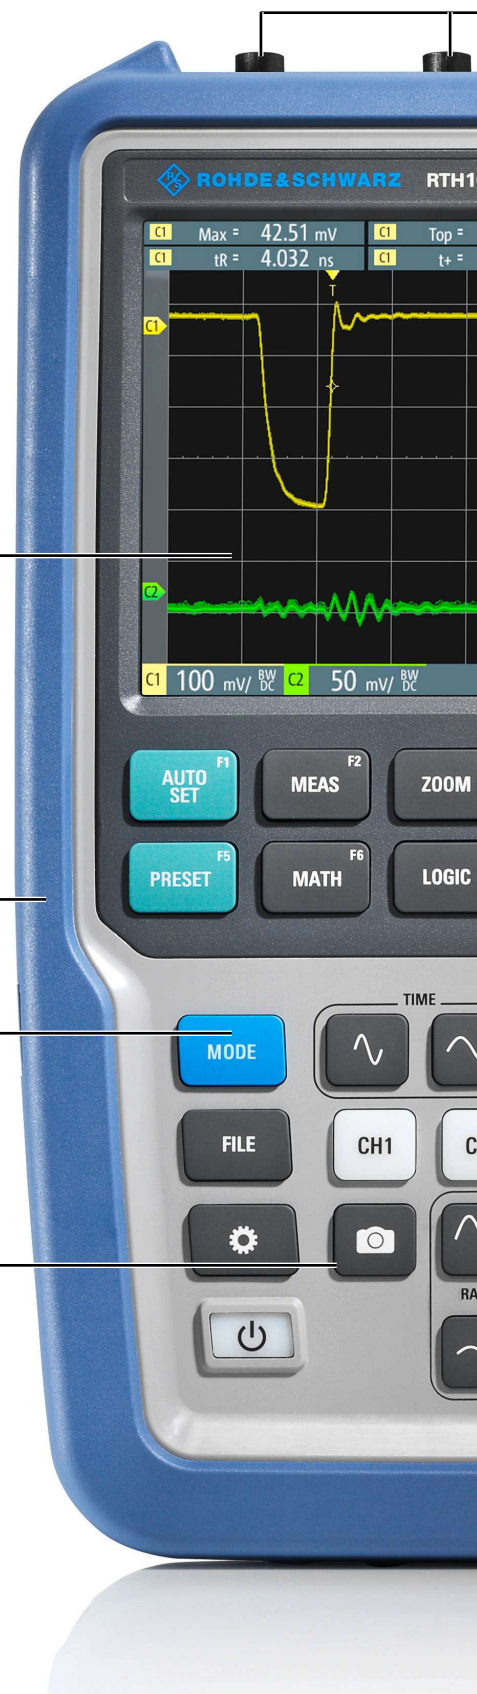 ROHDE & SCHWARZ RTH1
C1 Max = 42.51 mV C1 Top =
C1 tR = 4.032 ns C1 t+ =
T
C1
C2
C1 100 mV/ BW DC C2 50 mV/ BW DC
AUTO SET F1 MEAS F2 ZOOM
PRESET F5 MATH F6 LOGIC
TIME
MODE
FILE CH1 C
RA